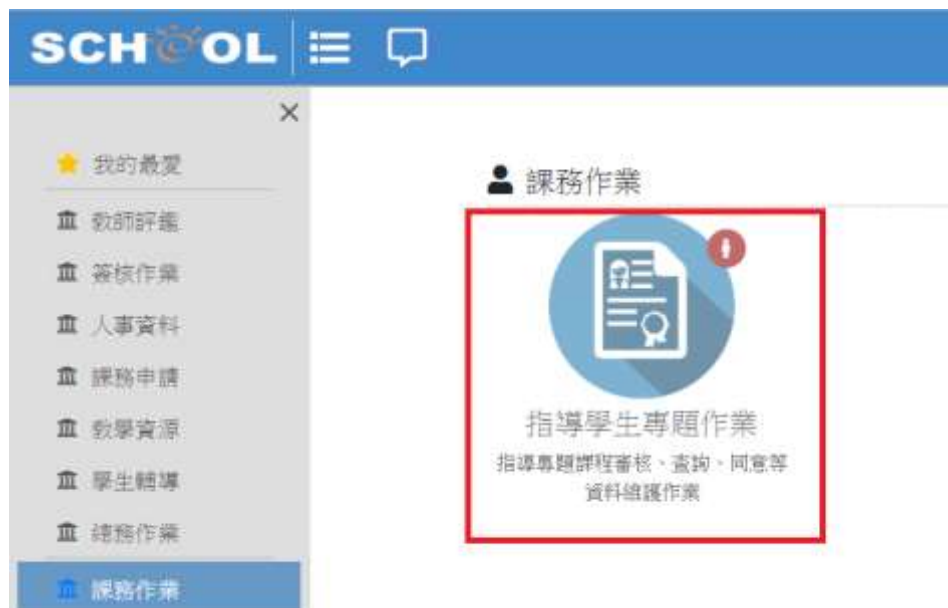 SCHOOL
我的最愛
教師評鑑
簽核作業
人事資料
課務申請
教學資源
學生輔導
總務作業
課務作業
課務作業
指導學生專題作業
指導專題課程審核、查詢、同意等
資料維護作業